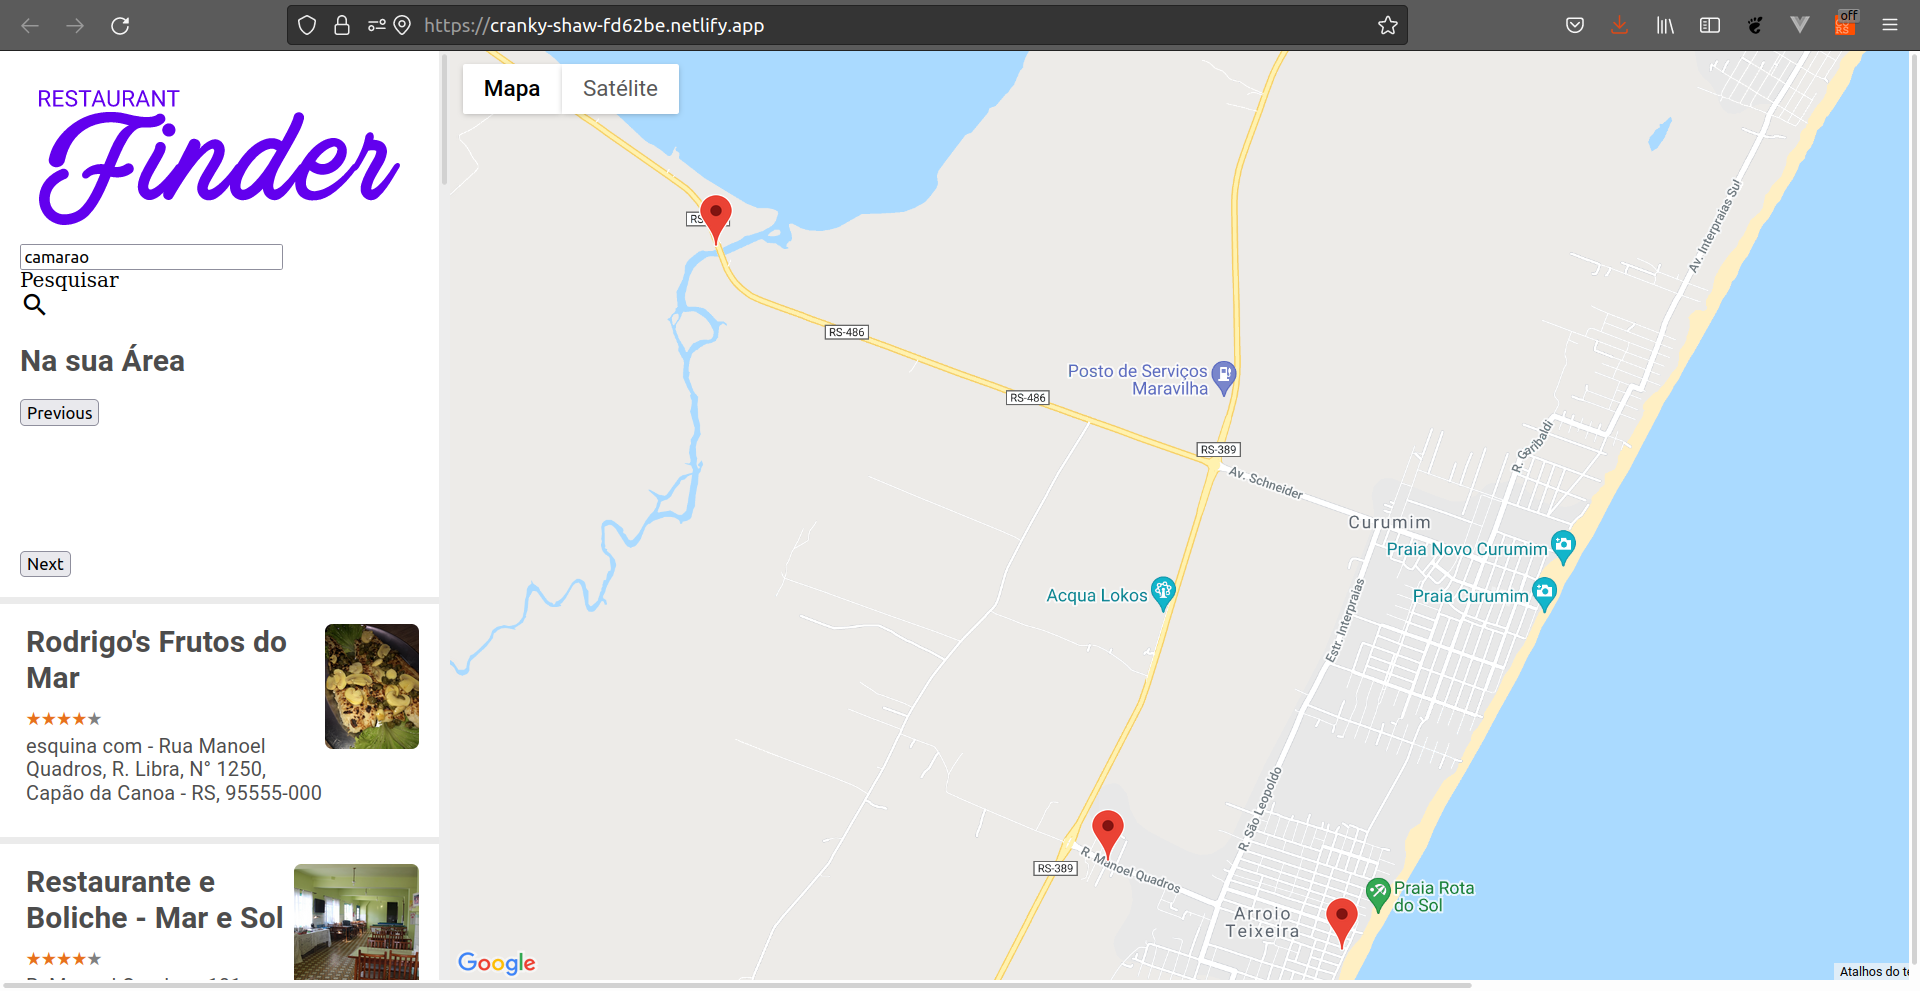 off
https://cranky-shaw-fd62be.netlify.app
RESTAURANT
Finder
camarao
Pesquisar
Na sua Área
Previous
Next
Rodrigo's Frutos do
Mar
★★★★★
esquina com - Rua Manoel
Quadros, R. Libra, N° 1250,
Capão da Canoa - RS, 95555-000
Restaurante e
Boliche - Mar e Sol
★★★★★
Mapa
Satélite
Av. Interpraias Sul
RS-486
Posto de Serviços
Maravilha
RS-486
R. Garibaldi
RS-389
Av. Schneider
Curumim
Praia Novo Curumim
Acqua Lokos
Praia Curumim
Estr. Interpraias
R. São Leopoldo
R. Manoel Quadros
RS-389
Praia Rota
do Sol
Arroio
Teixeira
Google
Atalhos do